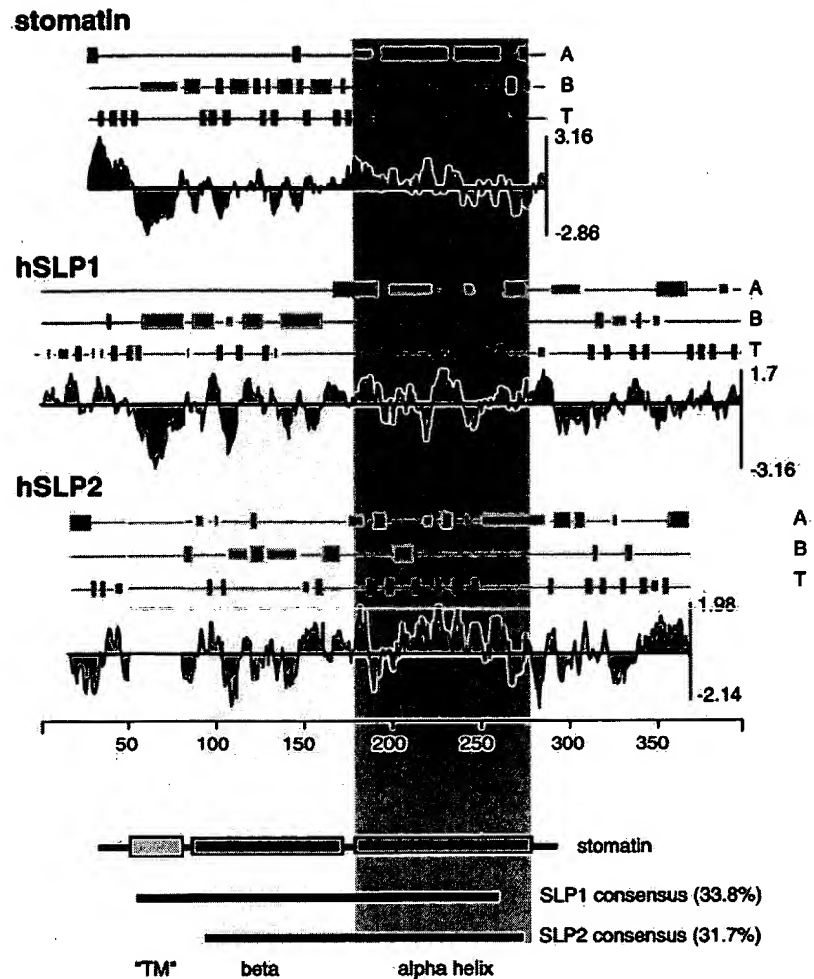 stomatin
A
B
T
3.16
-2.86
hSLP1
A
B
T
1.7
-3.16
hSLP2
A
B
T
1.98
-2.14
50 100 150 200 250 300 350
stomatin
SLP1 consensus (33.8%)
SLP2 consensus (31.7%)
"TM" beta alpha helix